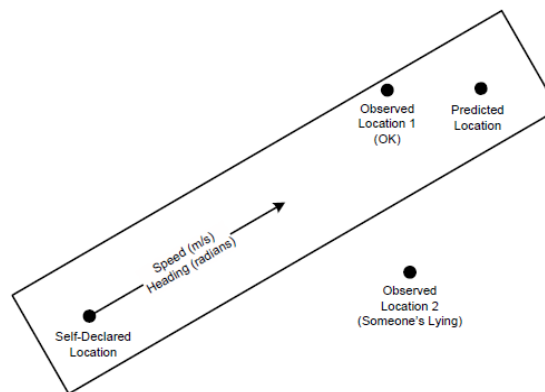 Observed
Location 1
(OK)
Predicted
Location
Speed (m/s)
Heading (radians)
Observed
Location 2
(Someone's Lying)
Self-Declared
Location